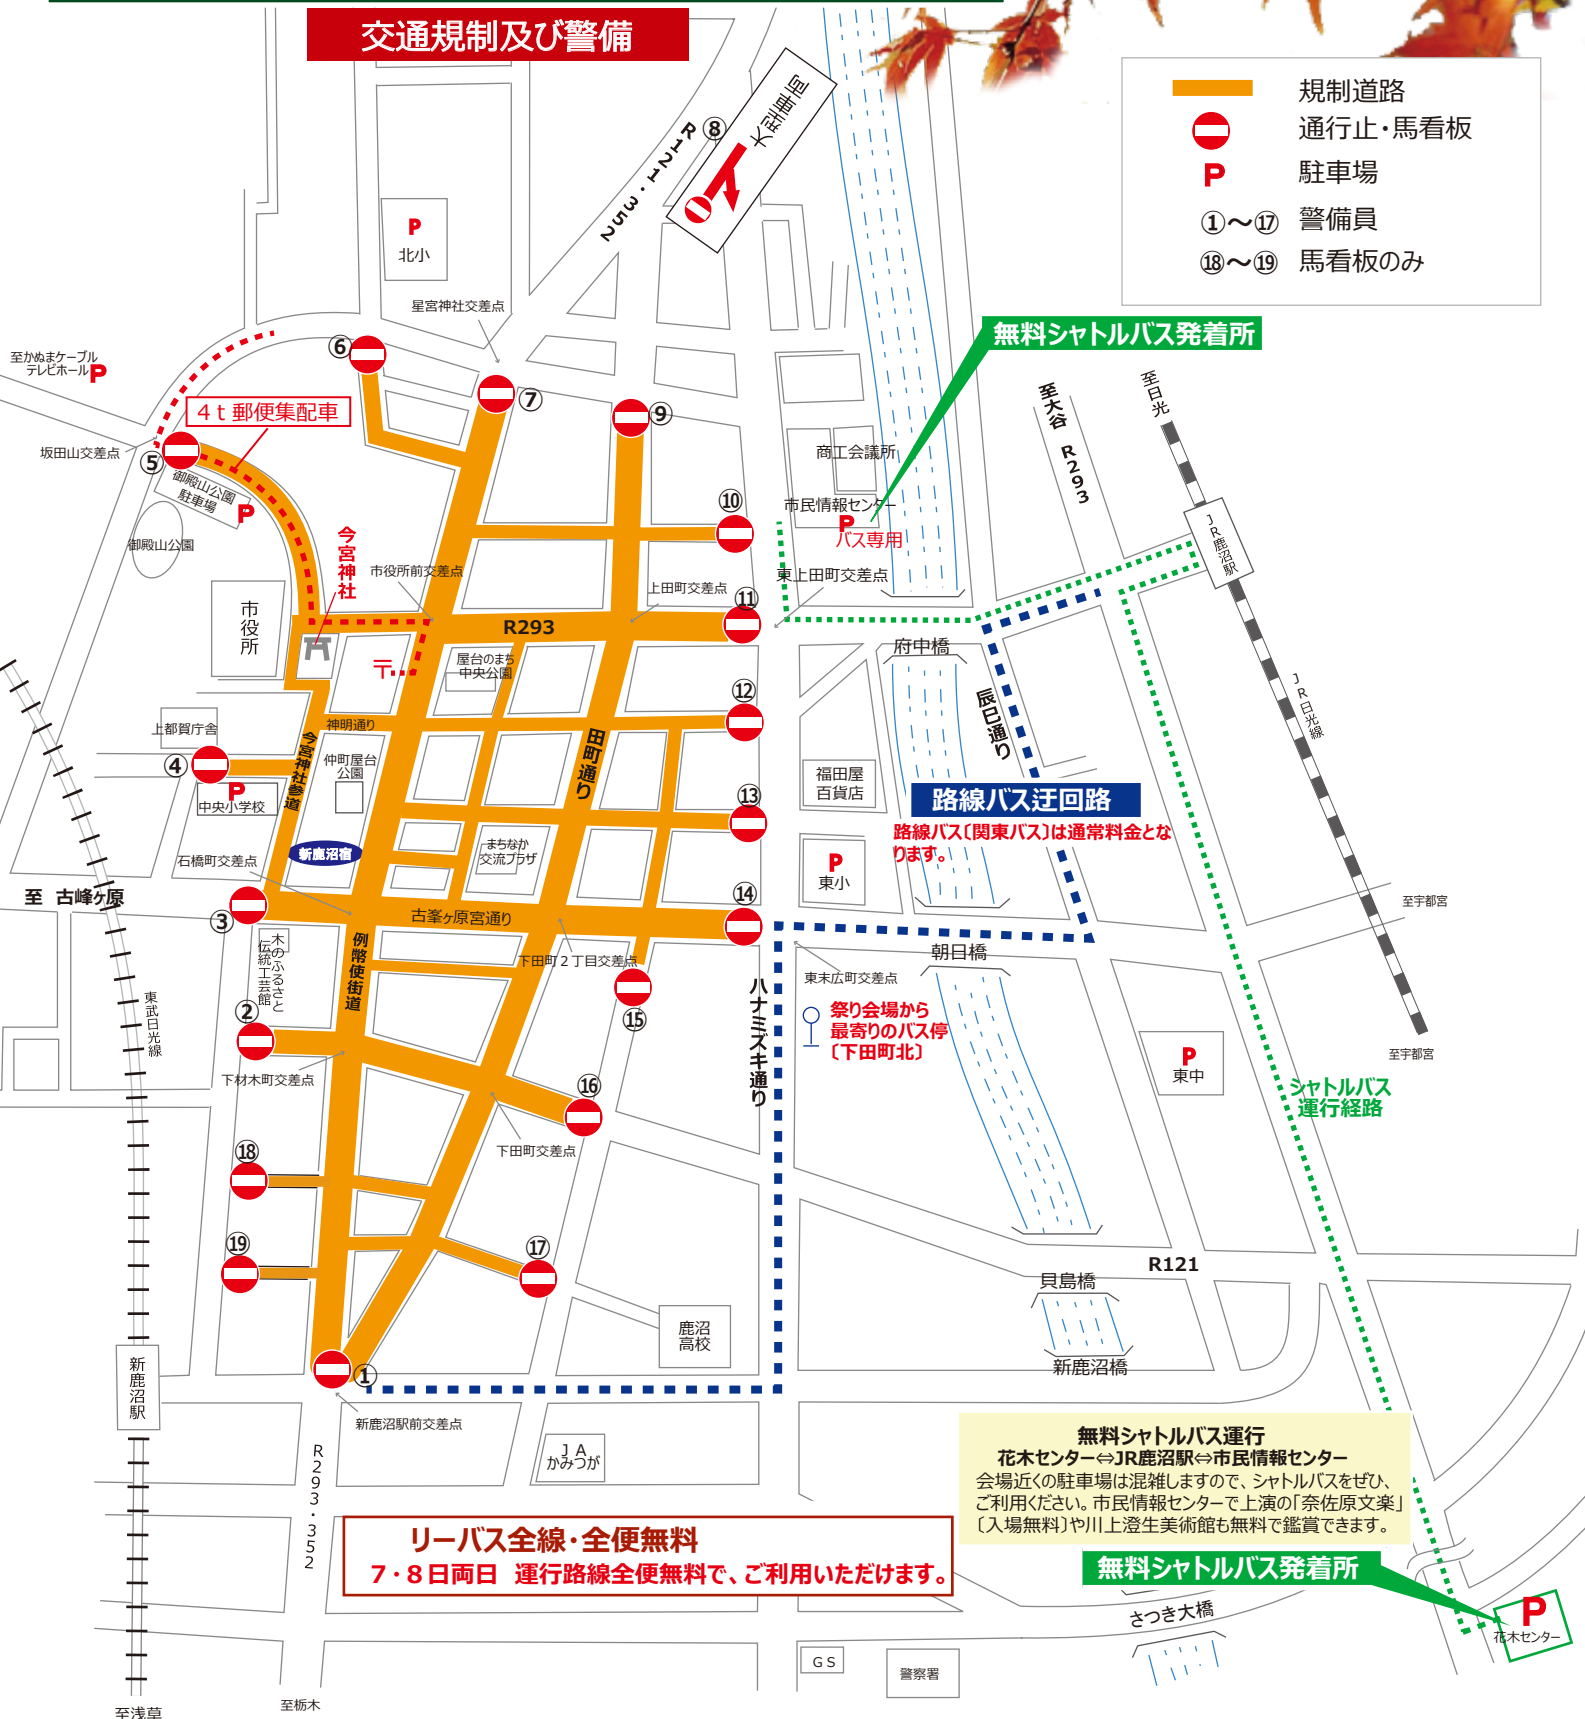 交通規制及び警備
規制道路
通行止・馬看板
P 駐車場
①～⑰ 警備員
⑱～⑲ 馬看板のみ
R121・352
⑧
大型車両
P
北小
星宮神社交差点
無料シャトルバス発着所
至かぬまケーブル
テレビホール P
⑥
⑦
⑨
4ｔ郵便集配車
坂田山交差点
⑤
御殿山公園
駐車場
P
御殿山公園
今宮神社
市役所前交差点
上田町交差点
⑩
⑪
商工会議所
市民情報センター
P
バス専用
東上田町交差点
至大谷 R293
至日光
JR鹿沼駅
JR日光線
市役所
R293
〒
屋台のまち
中央公園
府中橋
辰巳通り
⑫
神明通り
上都賀庁舎
④
P
中央小学校
今宮神社参道
仲町屋台
公園
田町通り
⑬
福田屋
百貨店
路線バス迂回路
路線バス〔関東バス〕は通常料金とな
ります。
新鹿沼宿
石橋町交差点
まちなか
交流プラザ
P
東小
至 古峰ヶ原
③
古峯ヶ原宮通り
⑭
至宇都宮
木のふるさと
伝統工芸館
例幣使街道
下田町２丁目交差点
朝日橋
東末広町交差点
②
東武日光線
⑮
ハナミズキ通り
祭り会場から
最寄りのバス停
〔下田町北〕
至宇都宮
P
東中
シャトルバス
運行経路
下材木町交差点
⑯
下田町交差点
⑱
⑲
⑰
R121
貝島橋
鹿沼
高校
新鹿沼橋
新鹿沼駅
①
新鹿沼駅前交差点
R293・352
ＪＡ
かみつが
無料シャトルバス運行
花木センター⇔JR鹿沼駅⇔市民情報センター
会場近くの駐車場は混雑しますので、シャトルバスをぜひ、
ご利用ください。市民情報センターで上演の「奈佐原文楽」
〔入場無料〕や川上澄生美術館も無料で鑑賞できます。
リーバス全線・全便無料
7・8日両日 運行路線全便無料で、ご利用いただけます。
無料シャトルバス発着所
さつき大橋
P
花木センター
ＧＳ
警察署
至栃木
至浅草